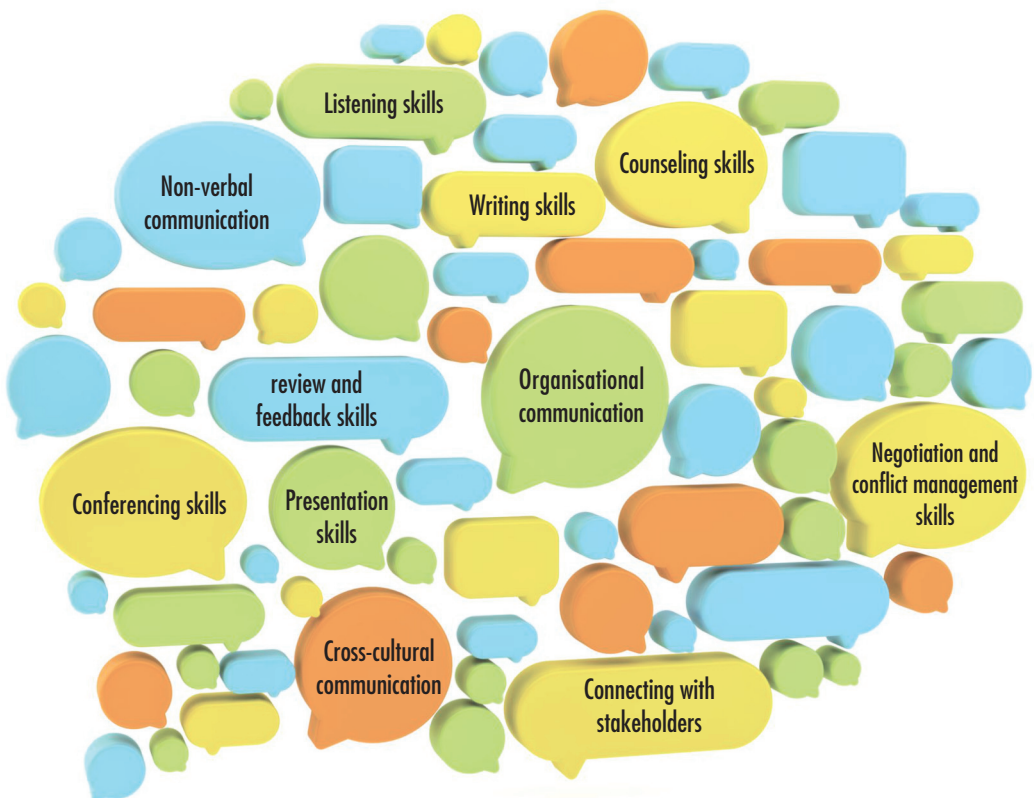 Listening skills
Counseling skills
Non-verbal
communication
Writing skills
review and
feedback skills
Organisational
communication
Negotiation and
conflict management
skills
Conferencing skills
Presentation
skills
Cross-cultural
communication
Connecting with
stakeholders